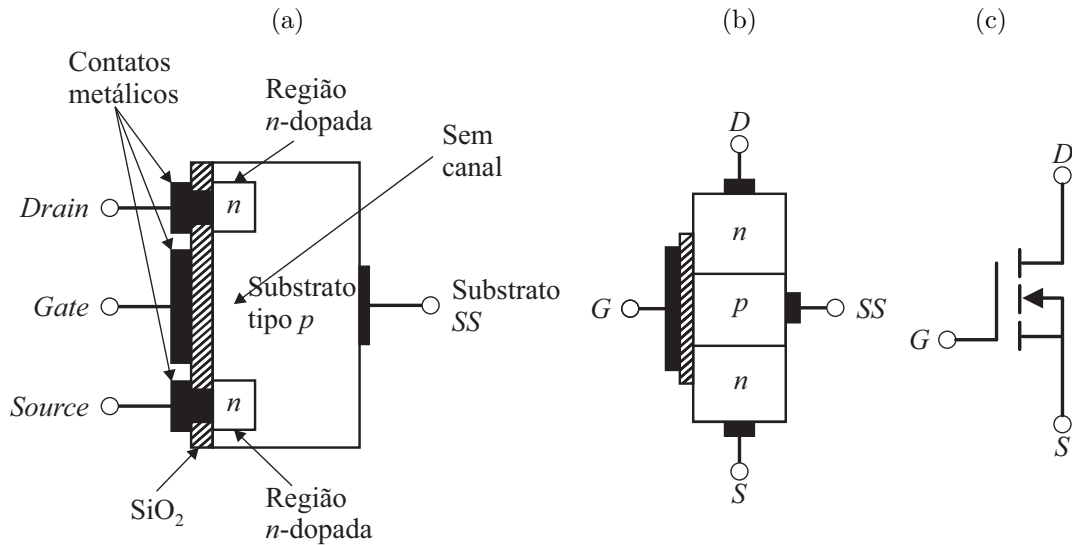 (a)
Contatos
metálicos
Região
n-dopada
Sem
canal
Drain
n
Gate
Substrato
tipo p
Substrato
SS
Source
n
SiO₂
Região
n-dopada
(b)
D
n
G
p
SS
n
S
(c)
D
G
S